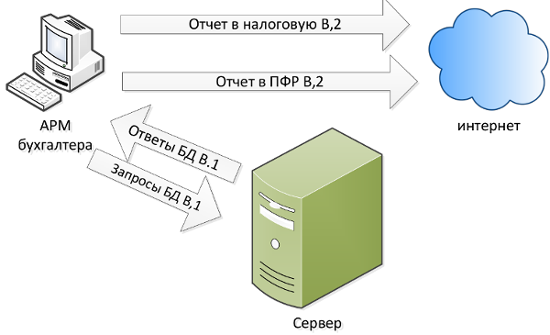 Отчет в налоговую В,2
Отчет в ПФР В,2
АРМ
бухгалтера
интернет
Ответы БД В.1
Запросы БД В,1
Сервер